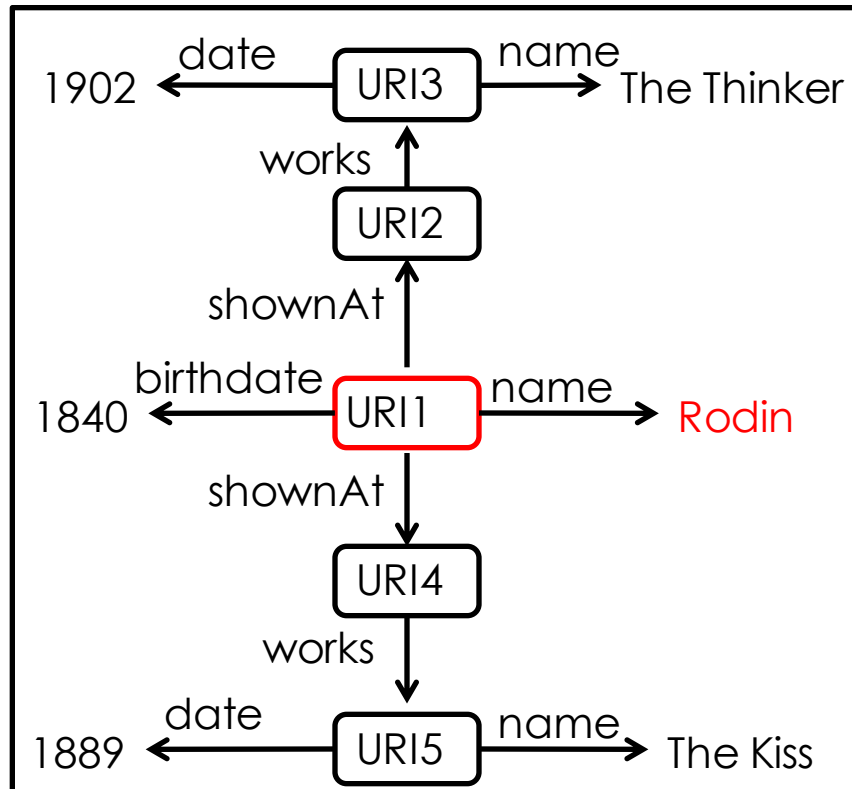 date name
1902 URI3 The Thinker
works
URI2
shownAt
birthdate name
1840 URI1 Rodin
shownAt
URI4
works
date name
1889 URI5 The Kiss